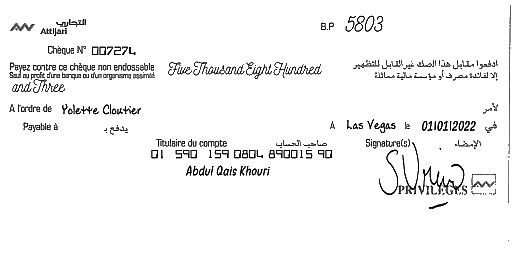 التجاري
Attijari
B.P 5803
Chèque N° 007274
Payez contre ce chèque non endossable Five Thousand Eight Hundred ادفعوا مقابل هذا الصك غير القابل للتظهير
Sauf au profit d'une banque ou d'un organisme assimilé إلا لفائدة مصرف أو مؤسسة مالية مماثلة
and Three
A l'ordre de Yolette Cloutier لأمر
Payable à يدفع بـ A Las Vegas le 01/01/2022 في
Titulaire du compte صاحب الحساب Signature(s) الإمضاء
01 590 159 0804 890015 90
Abdul Qais Khouri
PRIVILEGES